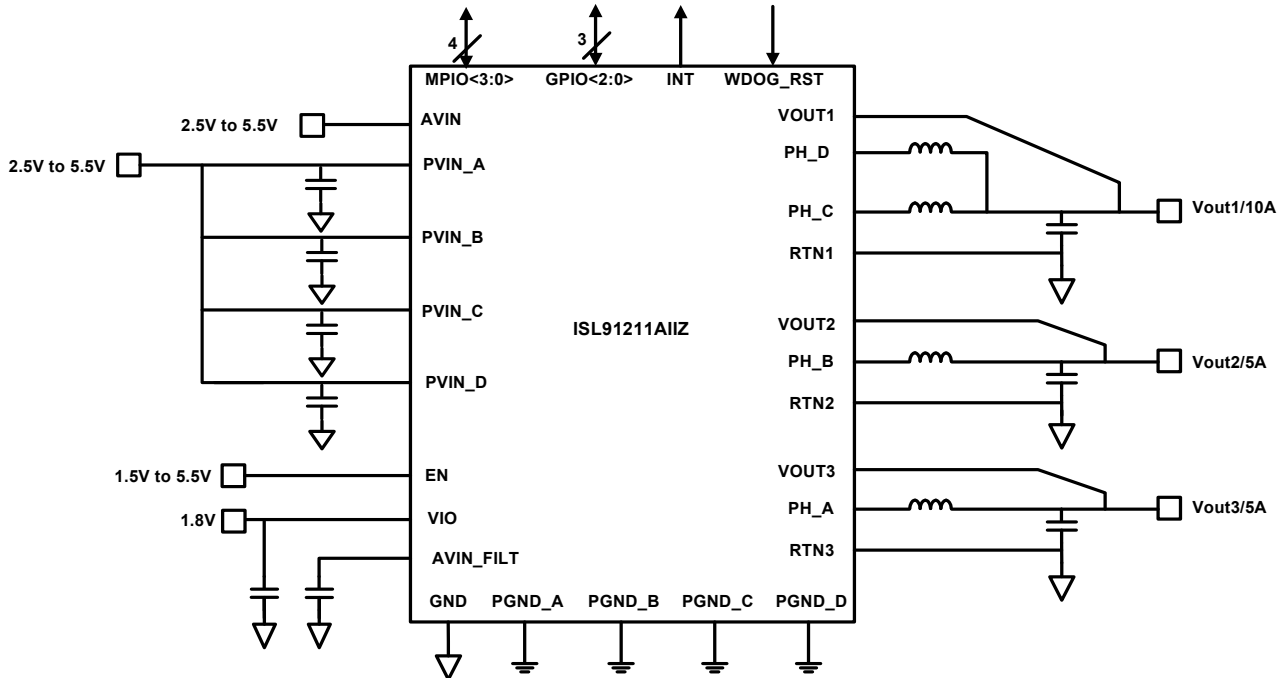 4
3
MPIO<3:0>
GPIO<2:0>
INT
WDOG_RST
2.5V to 5.5V
AVIN
2.5V to 5.5V
PVIN_A
PVIN_B
PVIN_C
PVIN_D
1.5V to 5.5V
EN
1.8V
VIO
AVIN_FILT
ISL91211AIIZ
VOUT1
PH_D
PH_C
Vout1/10A
RTN1
VOUT2
PH_B
Vout2/5A
RTN2
VOUT3
PH_A
Vout3/5A
RTN3
GND
PGND_A
PGND_B
PGND_C
PGND_D